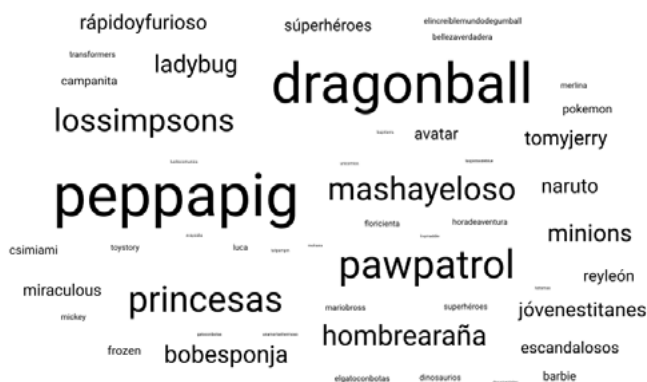 rápidoyfurioso
súperhéroes
elincreiblemundodegumball
bellezaverdadera
transformers
ladybug
campanita
dragonball
merlina
pokemon
lossimpsons
avatar
tomyjerry
peppapig
mashayeloso
naruto
floricienta
horadeaventura
minions
csimiami
toystory
luca
pawpatrol
reyleón
miraculous
princesas
mariobross
superhéroes
jóvenestitanes
mickey
hombrearaña
frozen
bobesponja
escandalosos
elgatoconbotas
dinosaurios
barbie